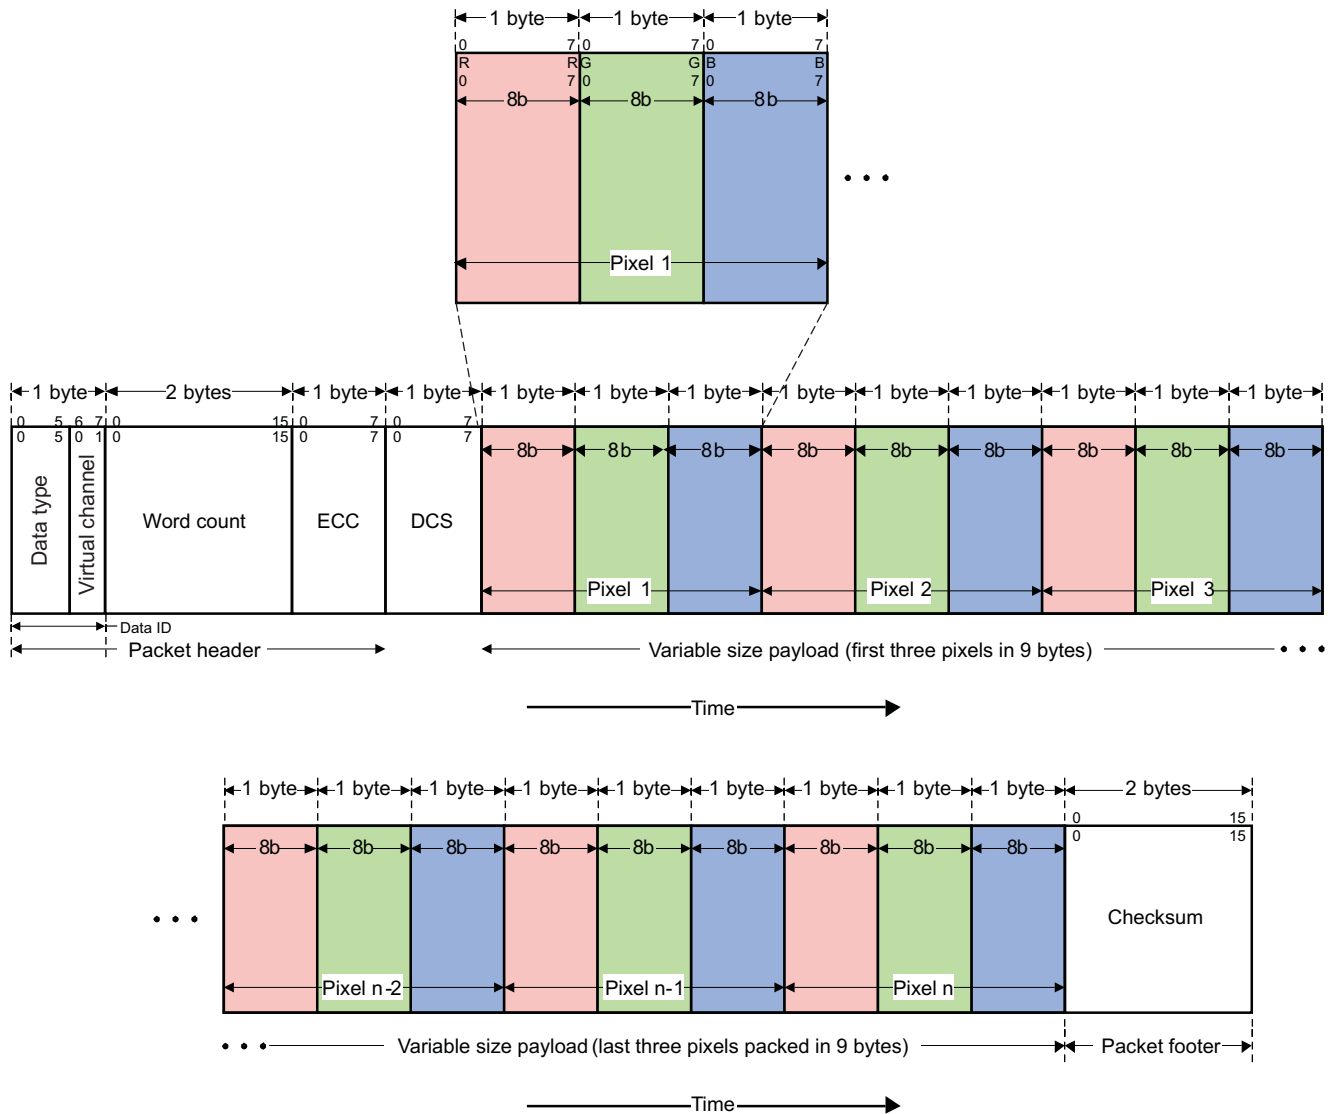 1 byte 1 byte 1 byte
0 7 0 7 0 7
R R G G B B
0 7 0 7 0 7
8b 8b 8b
Pixel 1
1 byte 2 bytes 1 byte 1 byte 1 byte 1 byte 1 byte 1 byte 1 byte 1 byte 1 byte 1 byte 1 byte
0 5 6 7 0 15 0 7 0 7
0 5 0 1 0 15 0 7 0 7
8b 8b 8b 8b 8b 8b 8b 8b 8b
Data type
Virtual channel
Word count
ECC
DCS
Pixel 1 Pixel 2 Pixel 3
Data ID
Packet header Variable size payload (first three pixels in 9 bytes)
Time
1 byte 1 byte 1 byte 1 byte 1 byte 1 byte 1 byte 1 byte 1 byte 2 bytes
0 15
0 15
8b 8b 8b 8b 8b 8b 8b 8b 8b
Checksum
Pixel n-2 Pixel n-1 Pixel n
Variable size payload (last three pixels packed in 9 bytes) Packet footer
Time